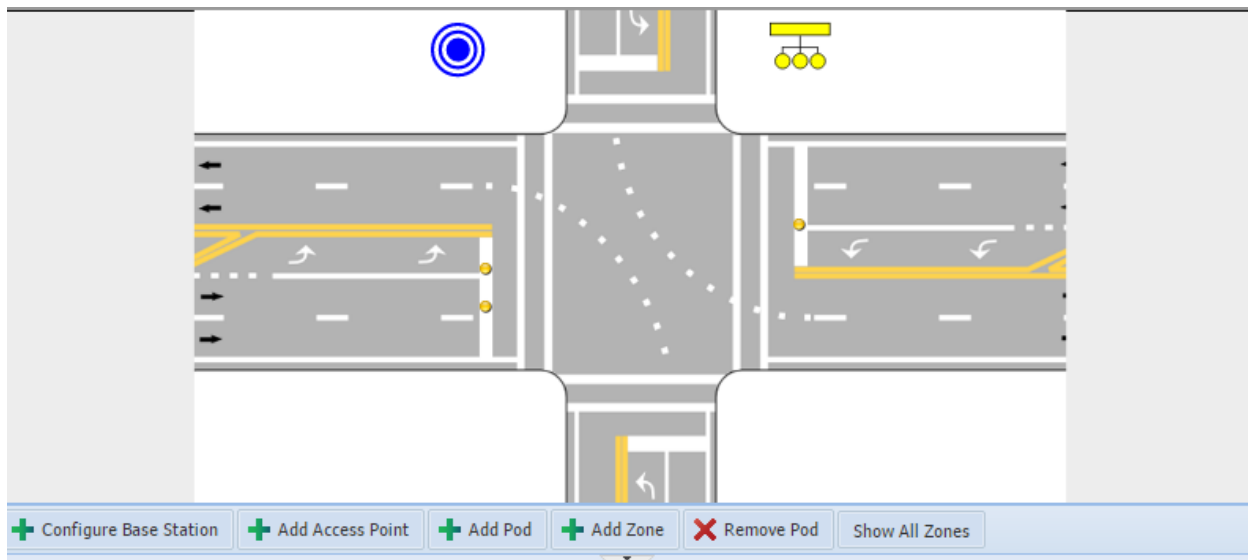 Configure Base Station
Add Access Point
Add Pod
Add Zone
Remove Pod
Show All Zones